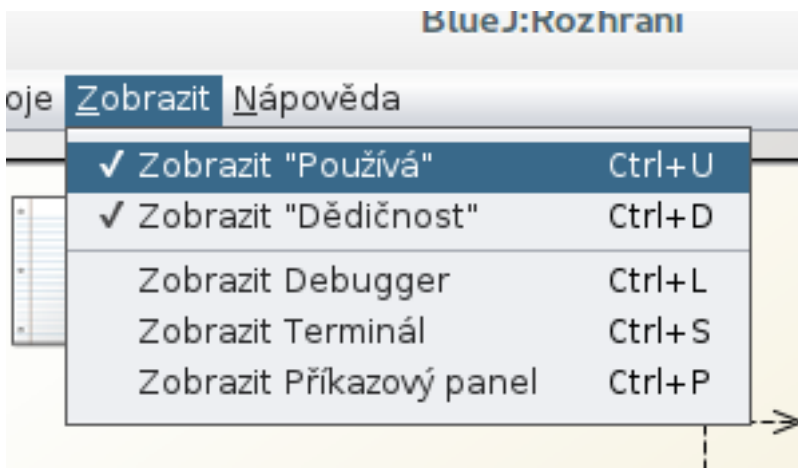 BlueJ:Rozhraní
oje Zobrazit Nápověda
✓ Zobrazit "Používá" Ctrl+U
✓ Zobrazit "Dědičnost" Ctrl+D
Zobrazit Debugger Ctrl+L
Zobrazit Terminál Ctrl+S
Zobrazit Příkazový panel Ctrl+P